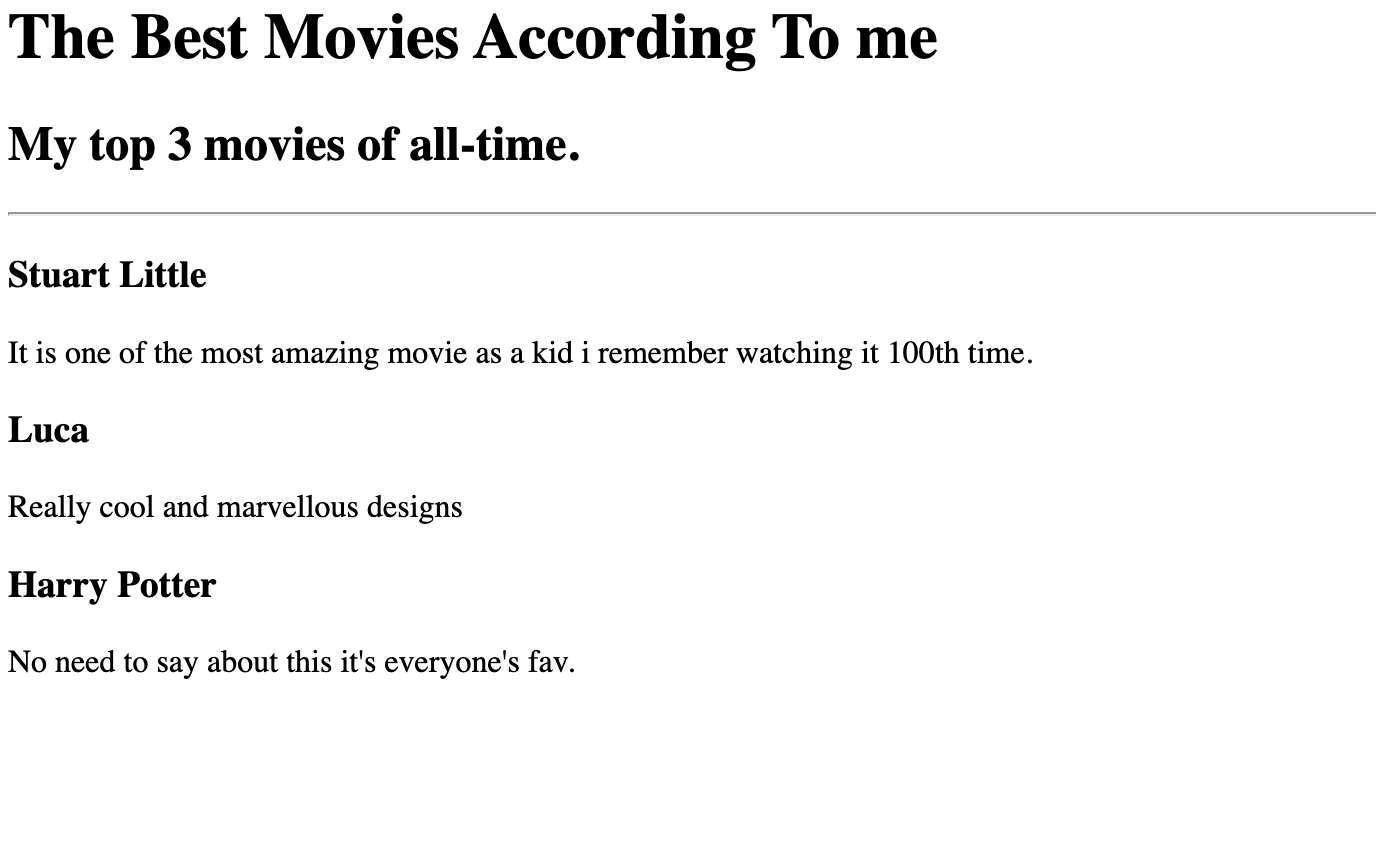 The Best Movies According To me
My top 3 movies of all-time.
Stuart Little
It is one of the most amazing movie as a kid i remember watching it 100th time.
Luca
Really cool and marvellous designs
Harry Potter
No need to say about this it's everyone's fav.